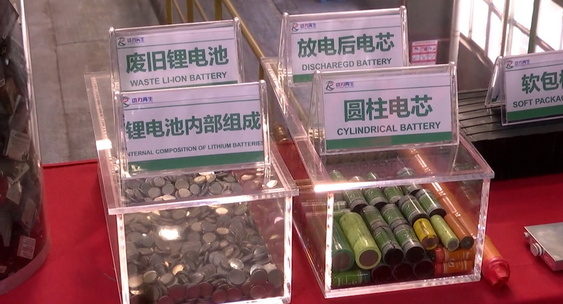 废旧锂电池
WASTE LI-ION BATTERY
放电后电芯
DISCHAREGD BATTERY
锂电池内部组成
INTERNAL COMPOSITION OF LITHIUM BATTERIES
圆柱电芯
CYLINDRICAL BATTERY
软包
SOFT PACKA